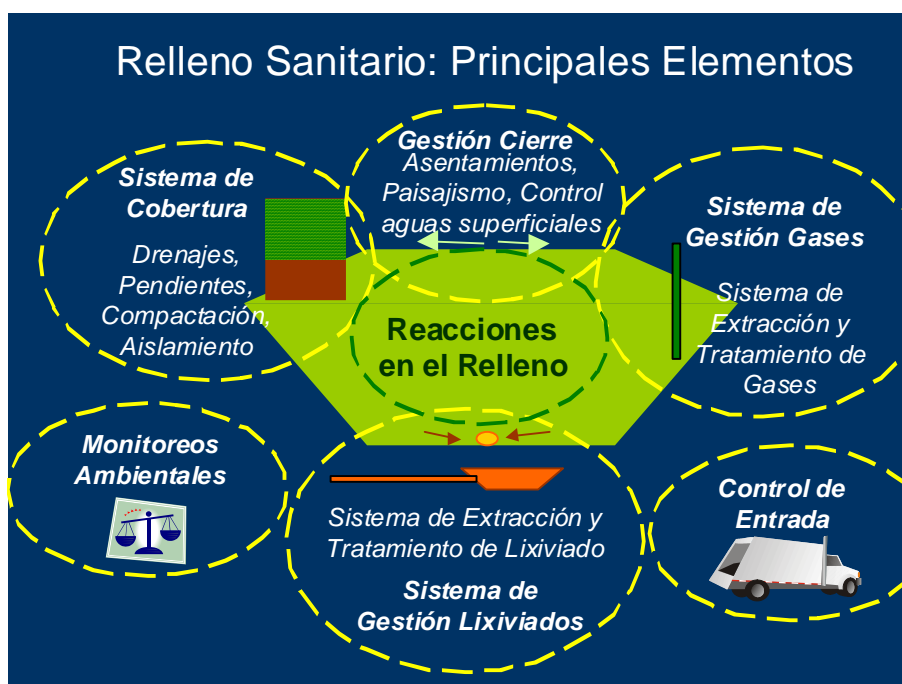 Relleno Sanitario: Principales Elementos
Gestión Cierre
Asentamientos,
Paisajismo, Control
aguas superficiales
Sistema de
Cobertura
Drenajes,
Pendientes,
Compactación,
Aislamiento
Sistema de
Gestión Gases
Sistema de
Extracción y
Tratamiento de
Gases
Reacciones
en el Relleno
Monitoreos
Ambientales
Sistema de Extracción y
Tratamiento de Lixiviado
Sistema de
Gestión Lixiviados
Control de
Entrada